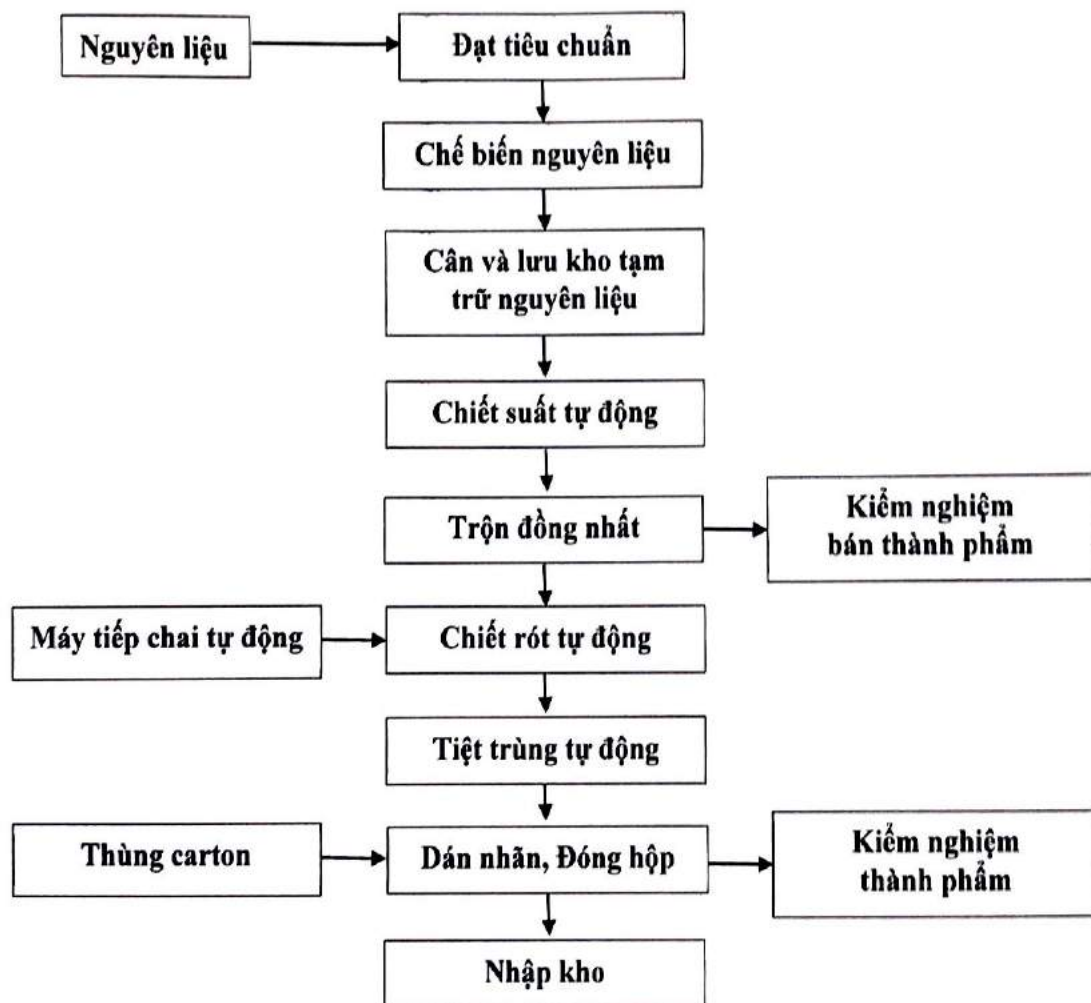 Nguyên liệu
Đạt tiêu chuẩn
Chế biến nguyên liệu
Cân và lưu kho tạm
trữ nguyên liệu
Chiết suất tự động
Trộn đồng nhất
Kiểm nghiệm
bán thành phẩm
Máy tiếp chai tự động
Chiết rót tự động
Tiệt trùng tự động
Thùng carton
Dán nhãn, Đóng hộp
Kiểm nghiệm
thành phẩm
Nhập kho